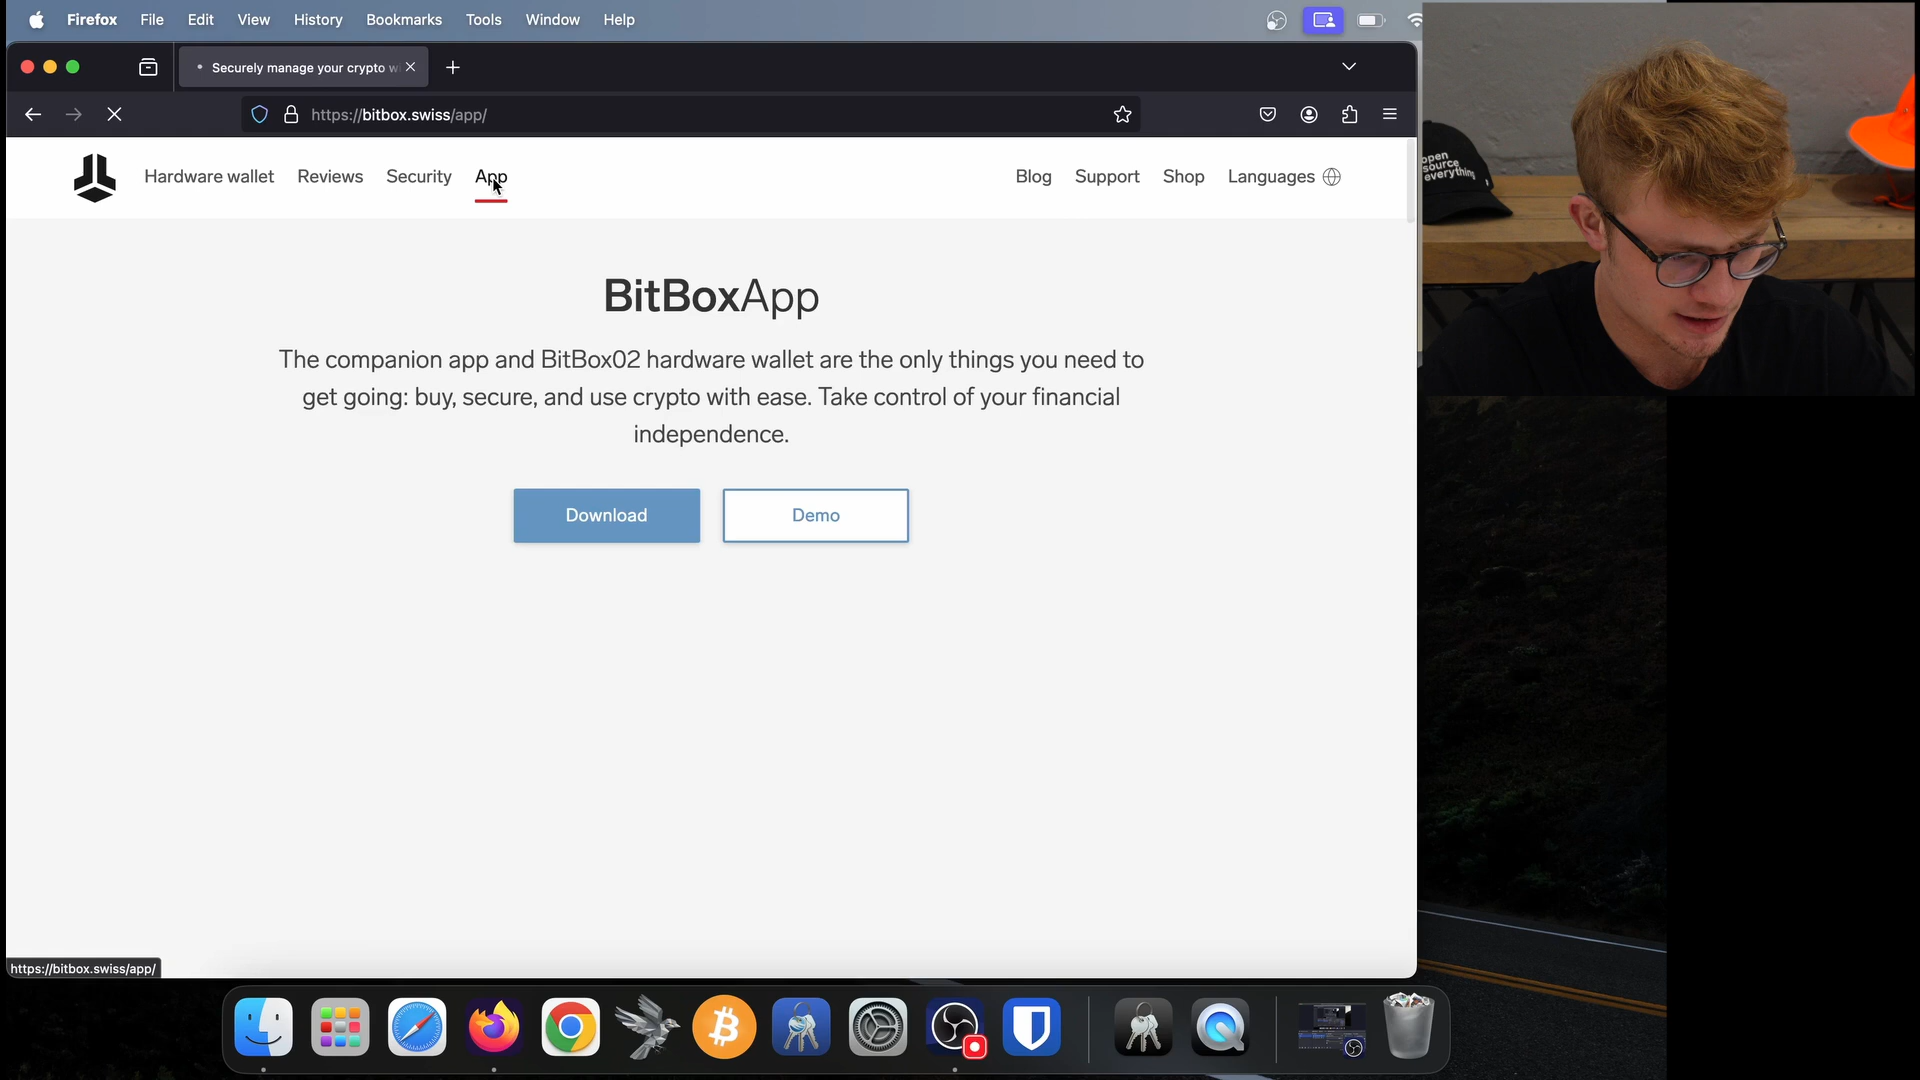 Firefox File Edit View History Bookmarks Tools Window Help
Securely manage your crypto w
https://bitbox.swiss/app/
Hardware wallet Reviews Security App Blog Support Shop Languages
BitBoxApp
The companion app and BitBox02 hardware wallet are the only things you need to
get going: buy, secure, and use crypto with ease. Take control of your financial
independence.
Download Demo
https://bitbox.swiss/app/
open
source
everything